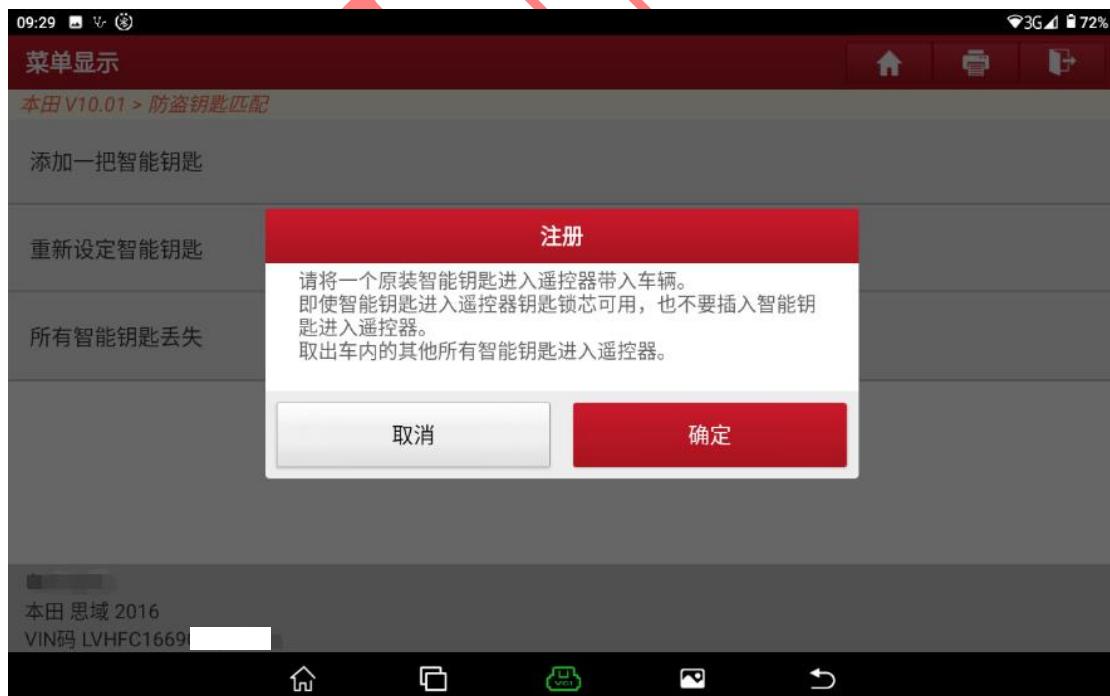 09:29
3G 72%
菜单显示
本田 V10.01 > 防盗钥匙匹配
添加一把智能钥匙
重新设定智能钥匙
所有智能钥匙丢失
注册
请将一个原装智能钥匙进入遥控器带入车辆。
即使智能钥匙进入遥控器钥匙锁芯可用，也不要插入智能钥
匙进入遥控器。
取出车内的其他所有智能钥匙进入遥控器。
取消
确定
本田 思域 2016
VIN码 LVHFC1669
VCI